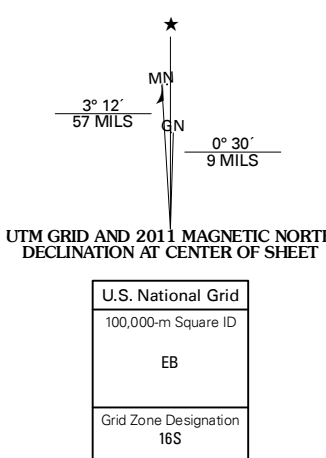 ★
MN
3° 12´
57 MILS
GN
0° 30´
9 MILS
UTM GRID AND 2011 MAGNETIC NORTH
DECLINATION AT CENTER OF SHEET
U.S. National Grid
100,000-m Square ID
EB
Grid Zone Designation
16S